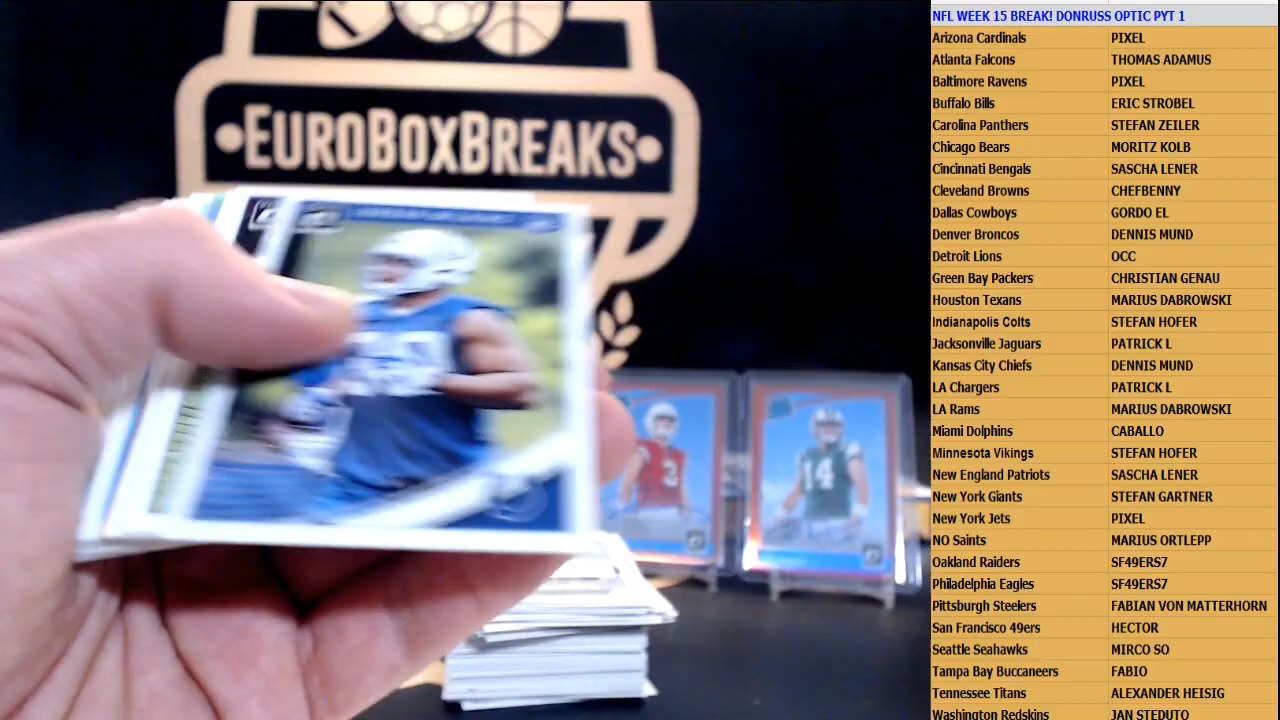 EUROBOXBREAKS
3
14
NFL WEEK 15 BREAK! DONRUSS OPTIC PYT 1
Arizona Cardinals PIXEL
Atlanta Falcons THOMAS ADAMUS
Baltimore Ravens PIXEL
Buffalo Bills ERIC STROBEL
Carolina Panthers STEFAN ZEILER
Chicago Bears MORITZ KOLB
Cincinnati Bengals SASCHA LENER
Cleveland Browns CHEFBENNY
Dallas Cowboys GORDO EL
Denver Broncos DENNIS MUND
Detroit Lions OCC
Green Bay Packers CHRISTIAN GENAU
Houston Texans MARIUS DABROWSKI
Indianapolis Colts STEFAN HOFER
Jacksonville Jaguars PATRICK L
Kansas City Chiefs DENNIS MUND
LA Chargers PATRICK L
LA Rams MARIUS DABROWSKI
Miami Dolphins CABALLO
Minnesota Vikings STEFAN HOFER
New England Patriots SASCHA LENER
New York Giants STEFAN GARTNER
New York Jets PIXEL
NO Saints MARIUS ORTLEPP
Oakland Raiders SF49ERS7
Philadelphia Eagles SF49ERS7
Pittsburgh Steelers FABIAN VON MATTERHORN
San Francisco 49ers HECTOR
Seattle Seahawks MIRCO SO
Tampa Bay Buccaneers FABIO
Tennessee Titans ALEXANDER HEISIG
Washington Redskins JAN STEDUTO